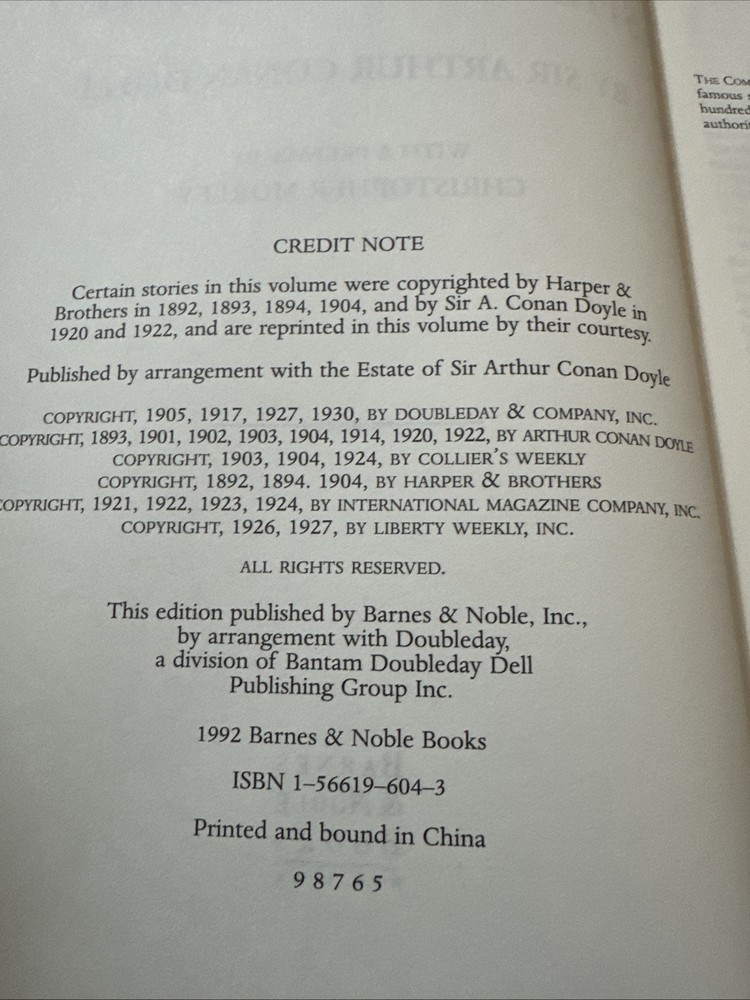 CREDIT NOTE
Certain stories in this volume were copyrighted by Harper &
Brothers in 1892, 1893, 1894, 1904, and by Sir A. Conan Doyle in
1920 and 1922, and are reprinted in this volume by their courtesy.
Published by arrangement with the Estate of Sir Arthur Conan Doyle
COPYRIGHT, 1905, 1917, 1927, 1930, BY DOUBLEDAY & COMPANY, INC.
COPYRIGHT, 1893, 1901, 1902, 1903, 1904, 1914, 1920, 1922, BY ARTHUR CONAN DOYLE
COPYRIGHT, 1903, 1904, 1924, BY COLLIER'S WEEKLY
COPYRIGHT, 1892, 1894. 1904, BY HARPER & BROTHERS
COPYRIGHT, 1921, 1922, 1923, 1924, BY INTERNATIONAL MAGAZINE COMPANY, INC.
COPYRIGHT, 1926, 1927, BY LIBERTY WEEKLY, INC.
ALL RIGHTS RESERVED.
This edition published by Barnes & Noble, Inc.,
by arrangement with Doubleday,
a division of Bantam Doubleday Dell
Publishing Group Inc.
1992 Barnes & Noble Books
ISBN 1–56619–604–3
Printed and bound in China
9 8 7 6 5
THE COM
famous
hundred
authorit